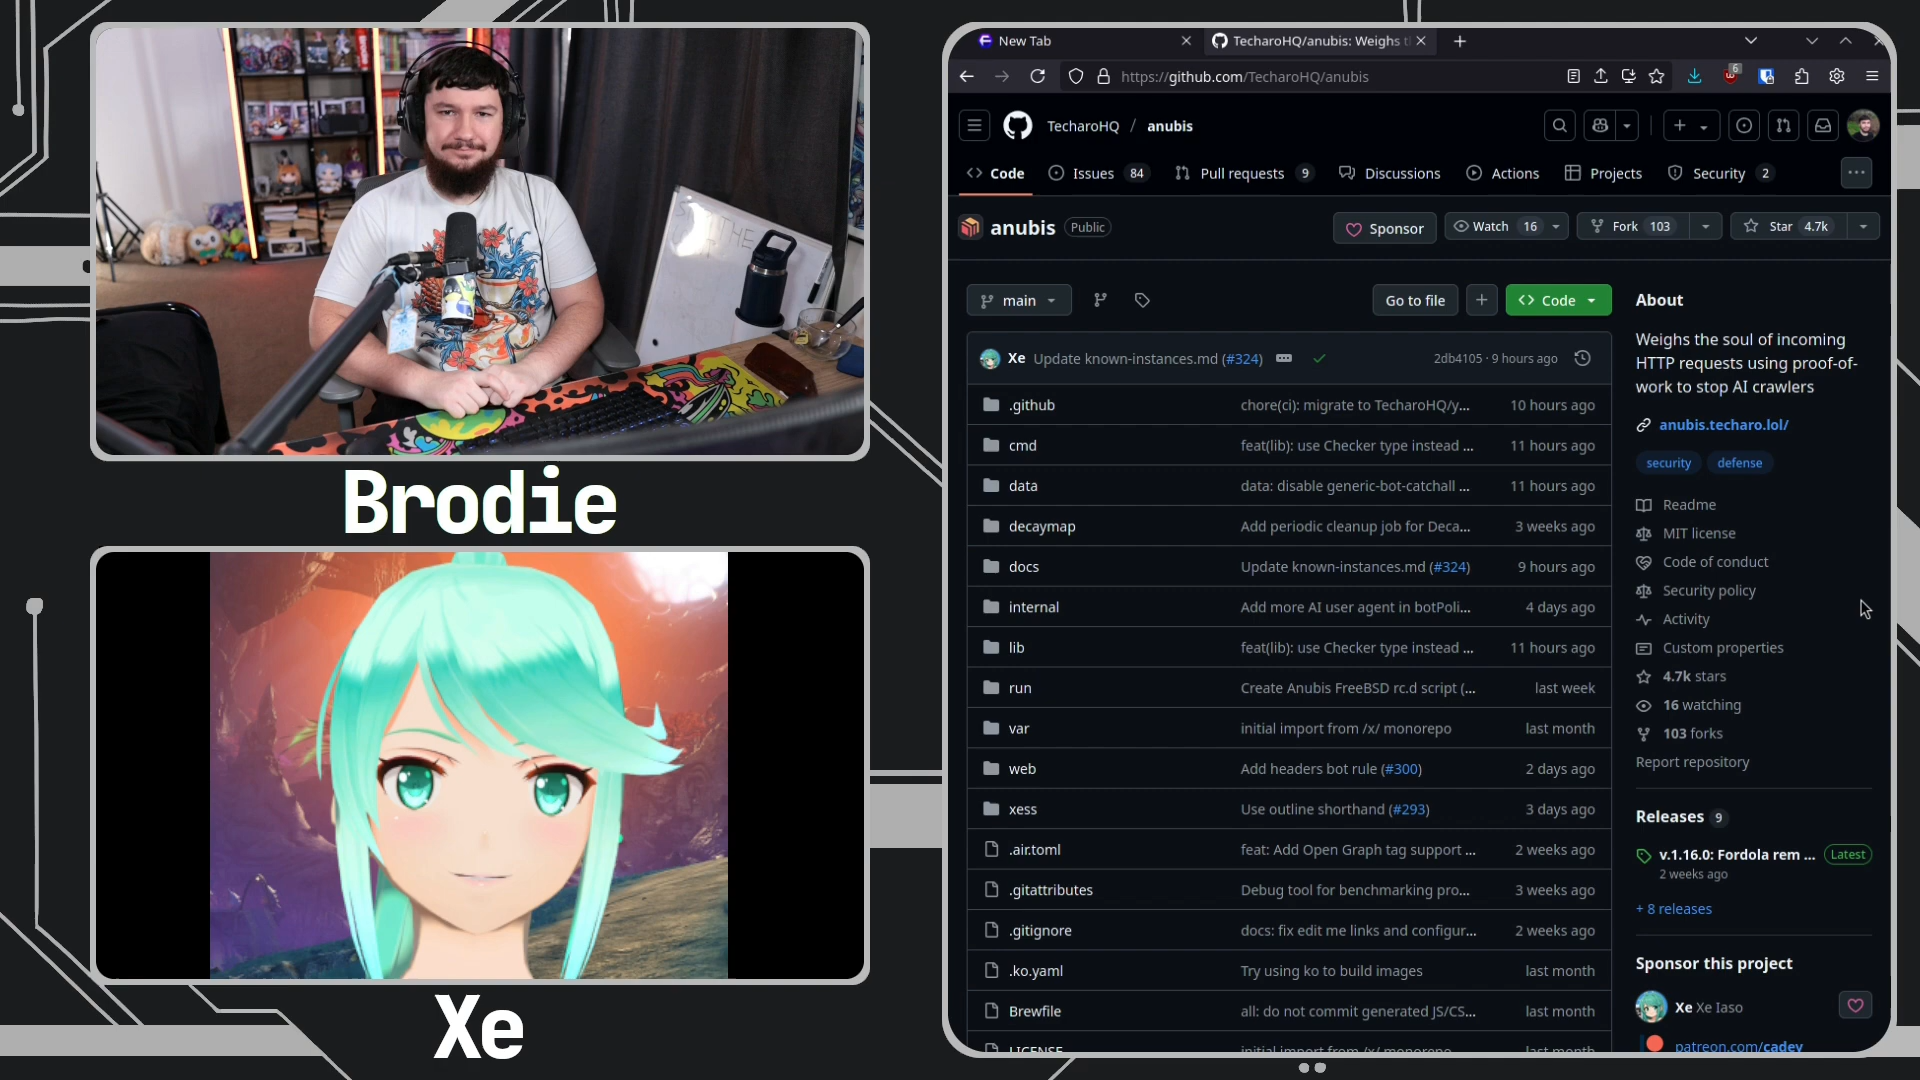 Brodie
Xe
New Tab
TecharoHQ/anubis: Weighs t
https://github.com/TecharoHQ/anubis
6
TecharoHQ / anubis
Code
Issues 84
Pull requests 9
Discussions
Actions
Projects
Security 2
anubis Public
Sponsor
Watch 16
Fork 103
Star 4.7k
main
Go to file
Code
Xe Update known-instances.md (#324) 2db4105 · 9 hours ago
.github chore(ci): migrate to TecharoHQ/y... 10 hours ago
cmd feat(lib): use Checker type instead ... 11 hours ago
data data: disable generic-bot-catchall ... 11 hours ago
decaymap Add periodic cleanup job for Deca... 3 weeks ago
docs Update known-instances.md (#324) 9 hours ago
internal Add more AI user agent in botPoli... 4 days ago
lib feat(lib): use Checker type instead ... 11 hours ago
run Create Anubis FreeBSD rc.d script (... last week
var initial import from /x/ monorepo last month
web Add headers bot rule (#300) 2 days ago
xess Use outline shorthand (#293) 3 days ago
.air.toml feat: Add Open Graph tag support ... 2 weeks ago
.gitattributes Debug tool for benchmarking pro... 3 weeks ago
.gitignore docs: fix edit me links and configur... 2 weeks ago
.ko.yaml Try using ko to build images last month
Brewfile all: do not commit generated JS/CS... last month
LICENSE initial import from /x/ monorepo last month
About
Weighs the soul of incoming
HTTP requests using proof-of-
work to stop AI crawlers
anubis.techaro.lol/
security defense
Readme
MIT license
Code of conduct
Security policy
Activity
Custom properties
4.7k stars
16 watching
103 forks
Report repository
Releases 9
v.1.16.0: Fordola rem ... Latest
2 weeks ago
+ 8 releases
Sponsor this project
Xe Xe Iaso
patreon.com/cadey